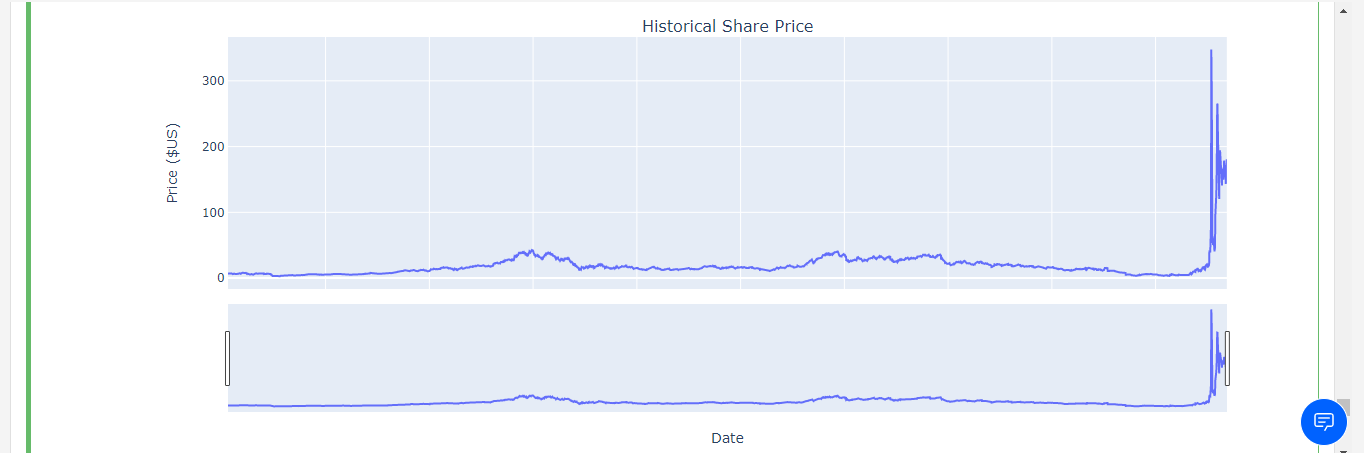 Historical Share Price
300
200
100
0
Price ($US)
Date